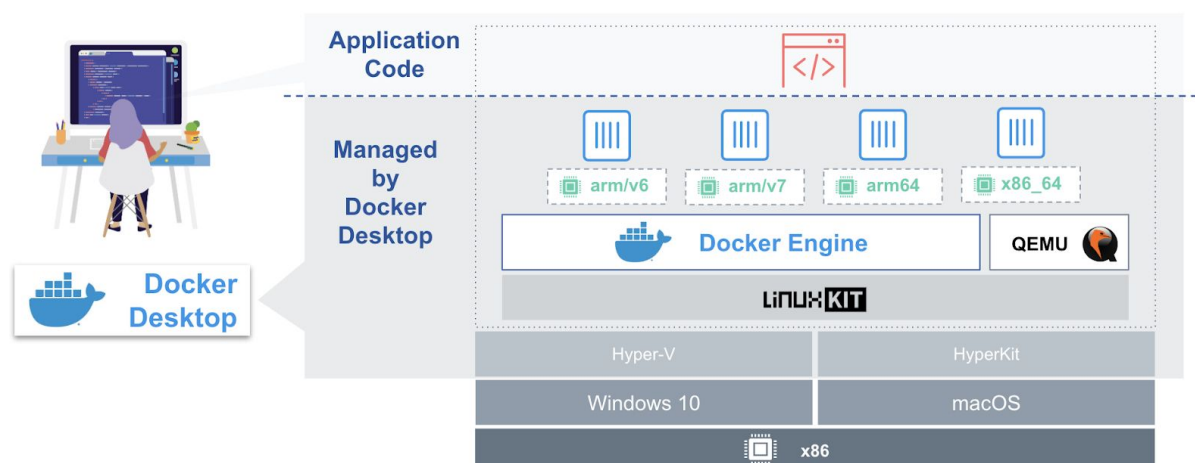 Application
Code
</>
Managed
by
Docker
Desktop
arm/v6
arm/v7
arm64
x86_64
Docker Engine
QEMU
LINUXKIT
Docker
Desktop
Hyper-V
HyperKit
Windows 10
macOS
x86